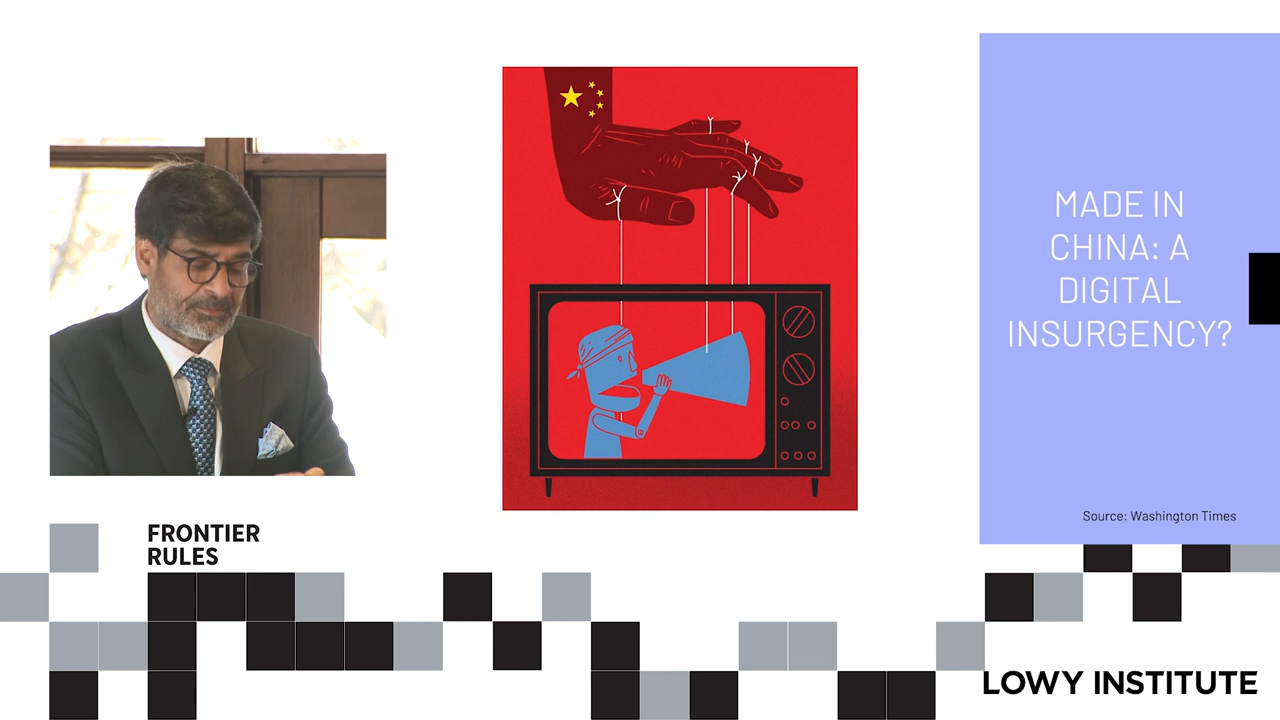 MADE IN
CHINA: A
DIGITAL
INSURGENCY?
Source: Washington Times
FRONTIER
RULES
LOWY INSTITUTE